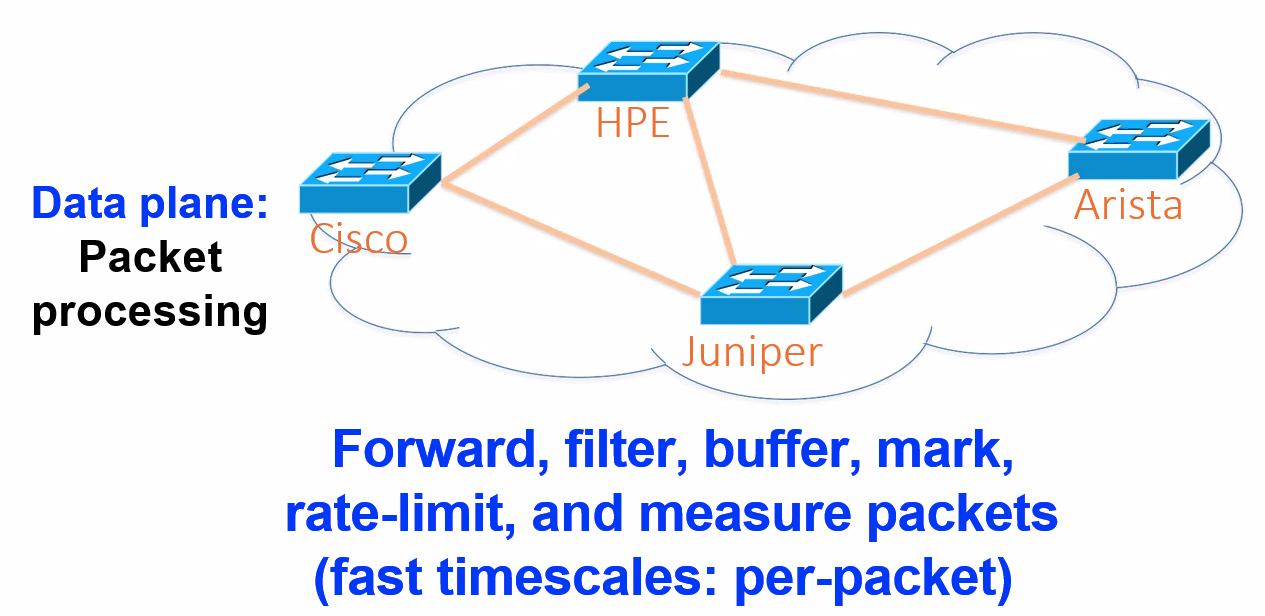 HPE
Arista
Data plane:
Packet
processing
Cisco
Juniper
Forward, filter, buffer, mark,
rate-limit, and measure packets
(fast timescales: per-packet)